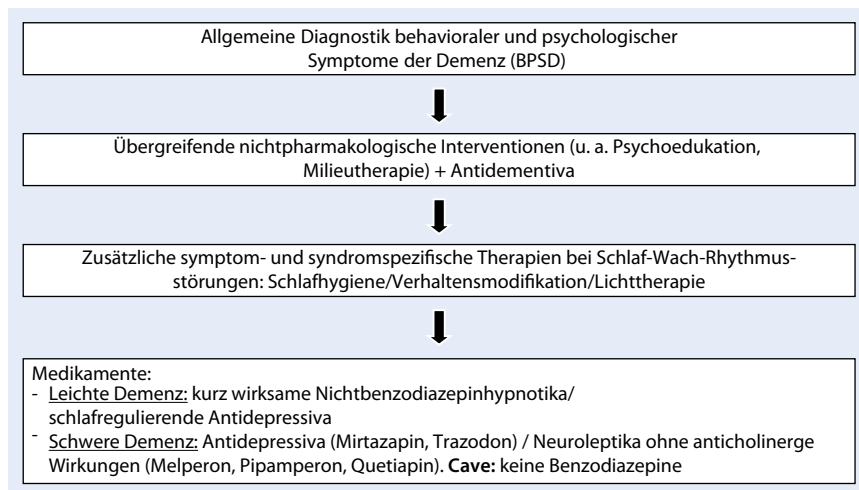 Allgemeine Diagnostik behavioraler und psychologischer
Symptome der Demenz (BPSD)
Übergreifende nichtpharmakologische Interventionen (u. a. Psychoedukation,
Milieutherapie) + Antidementiva
Zusätzliche symptom- und syndromspezifische Therapien bei Schlaf-Wach-Rhythmus-
störungen: Schlafhygiene/Verhaltensmodifikation/Lichttherapie
Medikamente:
- Leichte Demenz: kurz wirksame Nichtbenzodiazepinhypnotika/
schlafregulierende Antidepressiva
- Schwere Demenz: Antidepressiva (Mirtazapin, Trazodon) / Neuroleptika ohne anticholinerge
Wirkungen (Melperon, Pipamperon, Quetiapin). Cave: keine Benzodiazepine